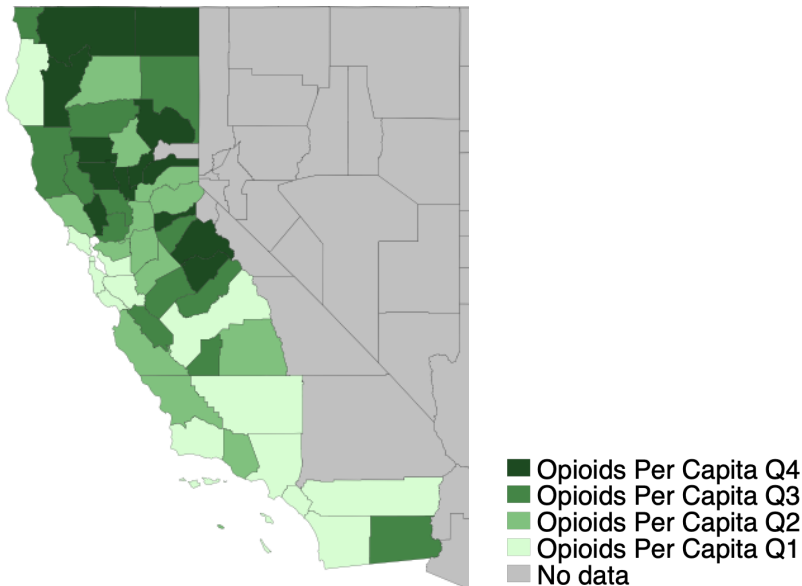 Opioids Per Capita Q4
Opioids Per Capita Q3
Opioids Per Capita Q2
Opioids Per Capita Q1
No data